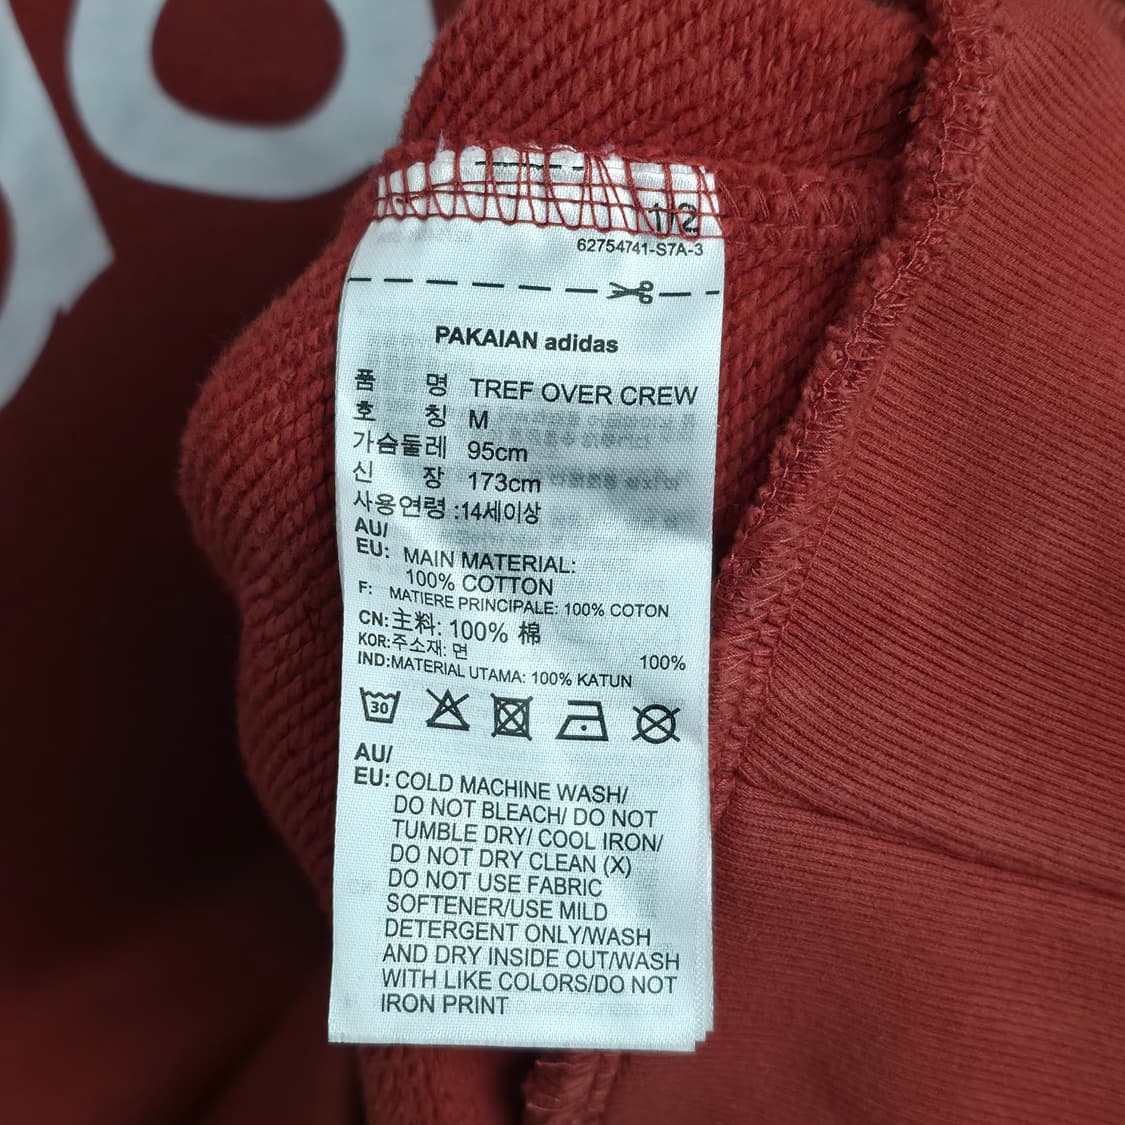 1/2
62754741-S7A-3
PAKAIAN adidas
품 명 TREF OVER CREW
호 칭 M
가슴둘레 95cm
신 장 173cm
사용연령 :14세이상
AU/
EU: MAIN MATERIAL:
100% COTTON
F: MATIERE PRINCIPALE: 100% COTON
CN:主料: 100% 棉
KOR:주소재: 면 100%
IND:MATERIAL UTAMA: 100% KATUN
30
AU/
EU: COLD MACHINE WASH/
DO NOT BLEACH/ DO NOT
TUMBLE DRY/ COOL IRON/
DO NOT DRY CLEAN (X)
DO NOT USE FABRIC
SOFTENER/USE MILD
DETERGENT ONLY/WASH
AND DRY INSIDE OUT/WASH
WITH LIKE COLORS/DO NOT
IRON PRINT